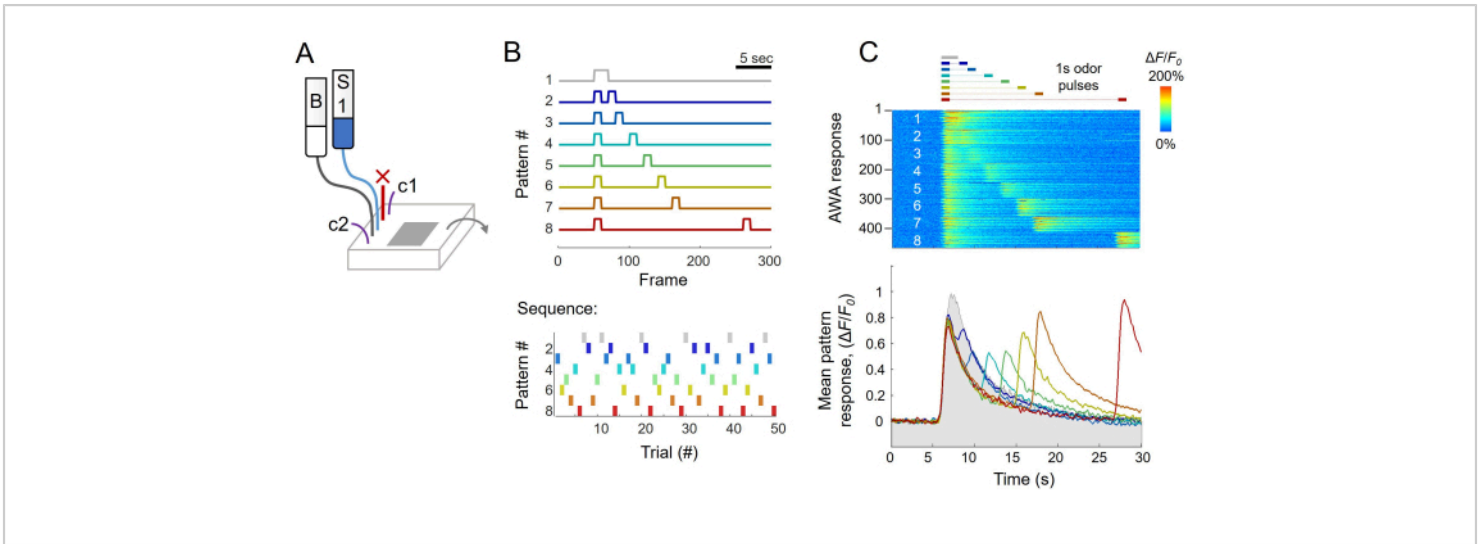 A
B
S
1
c1
c2
B
5 sec
Pattern #
1
2
3
4
5
6
7
8
0 100 200 300
Frame
Sequence:
Pattern #
2
4
6
8
10 20 30 40 50
Trial (#)
C
1s odor
pulses
ΔF/F0
200%
0%
AWA response
1
100
200
300
400
1
2
3
4
5
6
7
8
Mean pattern
response, (ΔF/F0)
1
0.8
0.6
0.4
0.2
0
0 5 10 15 20 25 30
Time (s)